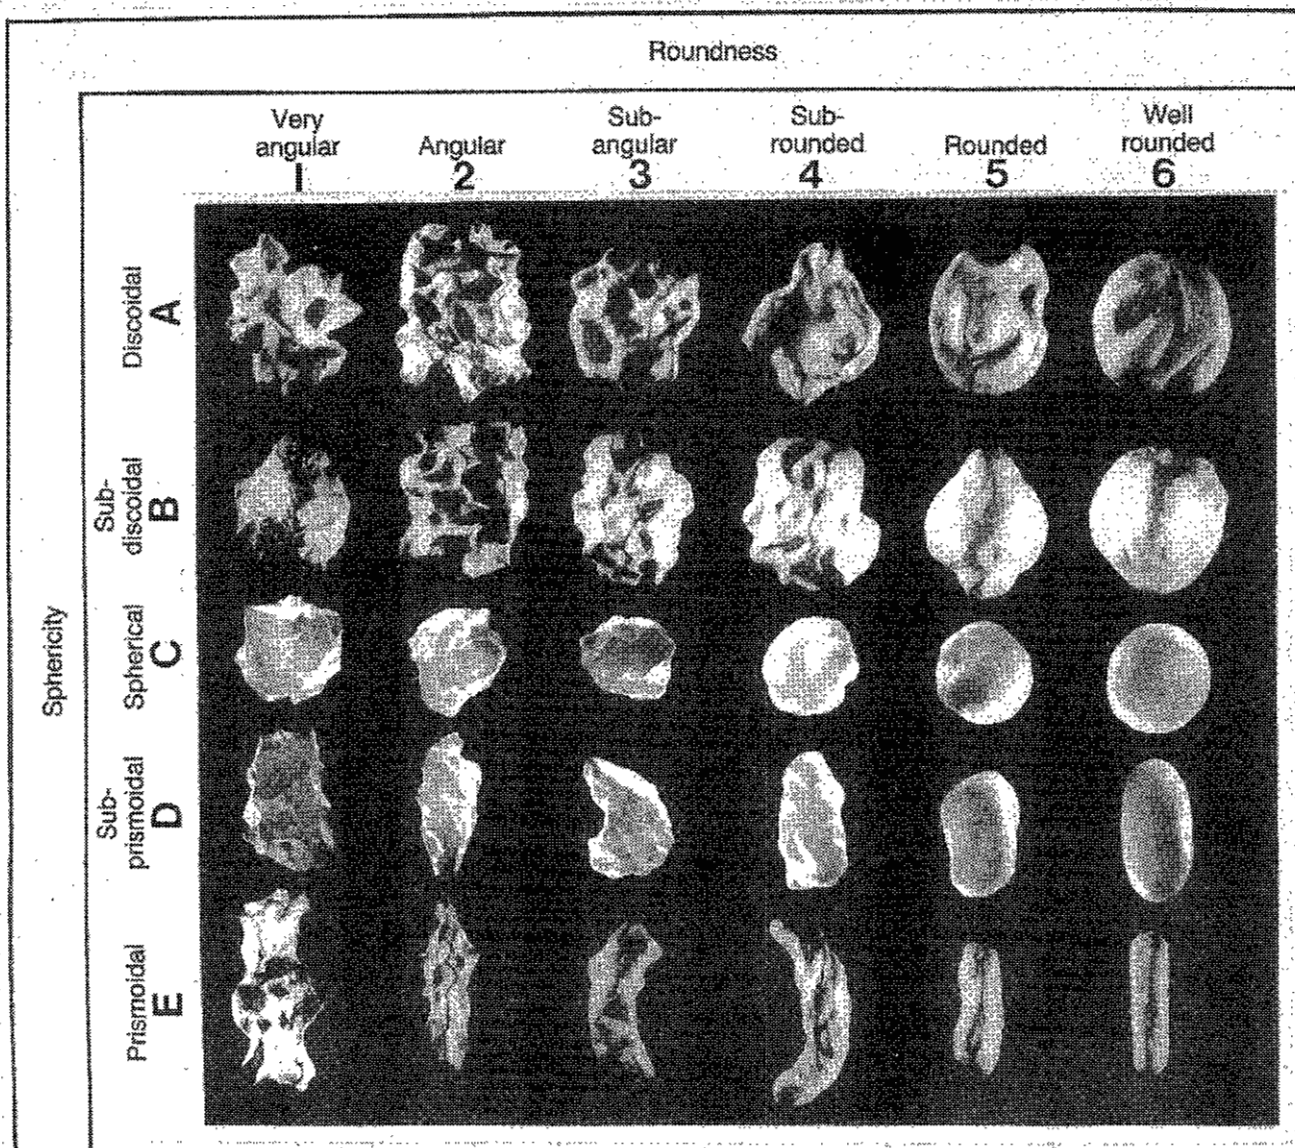 Roundness
Very
angular
1
Angular
2
Sub-
angular
3
Sub-
rounded
4
Rounded
5
Well
rounded
6
Sphericity
Discoidal
A
Sub-
discoidal
B
Spherical
C
Sub-
prismoidal
D
Prismoidal
E